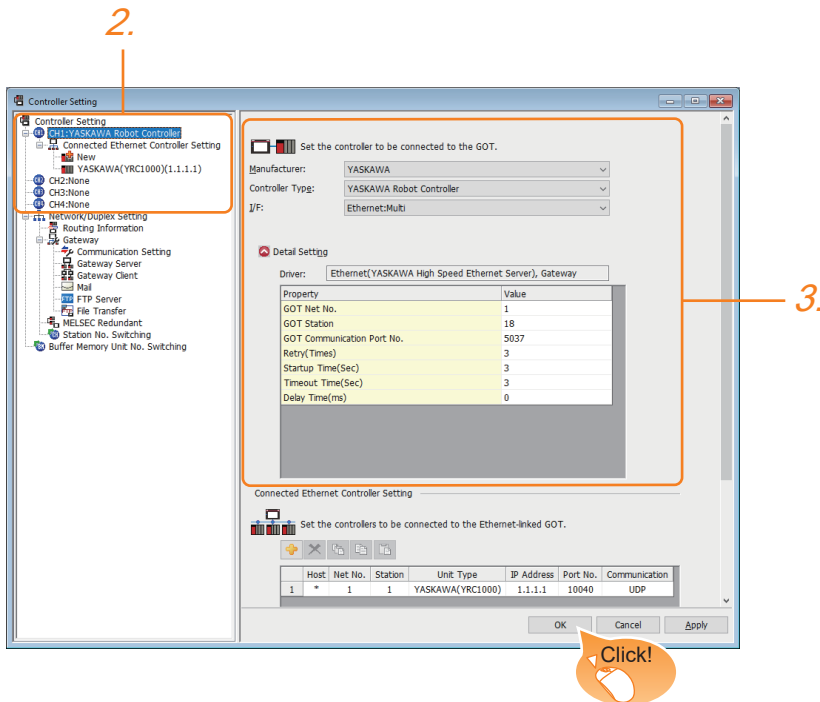 2.
Controller Setting
Controller Setting
CH1:YASKAWA Robot Controller
Connected Ethernet Controller Setting
New
YASKAWA(YRC1000)(1.1.1.1)
CH2:None
CH3:None
CH4:None
Network/Duplex Setting
Routing Information
Gateway
Communication Setting
Gateway Server
Gateway Client
Mail
FTP FTP Server
File Transfer
MELSEC Redundant
Station No. Switching
Buffer Memory Unit No. Switching
Set the controller to be connected to the GOT.
Manufacturer: YASKAWA
Controller Type: YASKAWA Robot Controller
I/F: Ethernet:Multi
Detail Setting
Driver: Ethernet(YASKAWA High Speed Ethernet Server), Gateway
Property Value
GOT Net No. 1
GOT Station 18
GOT Communication Port No. 5037
Retry(Times) 3
Startup Time(Sec) 3
Timeout Time(Sec) 3
Delay Time(ms) 0
3.
Connected Ethernet Controller Setting
Set the controllers to be connected to the Ethernet-linked GOT.
Host Net No. Station Unit Type IP Address Port No. Communication
1 * 1 1 YASKAWA(YRC1000) 1.1.1.1 10040 UDP
OK Cancel Apply
Click!